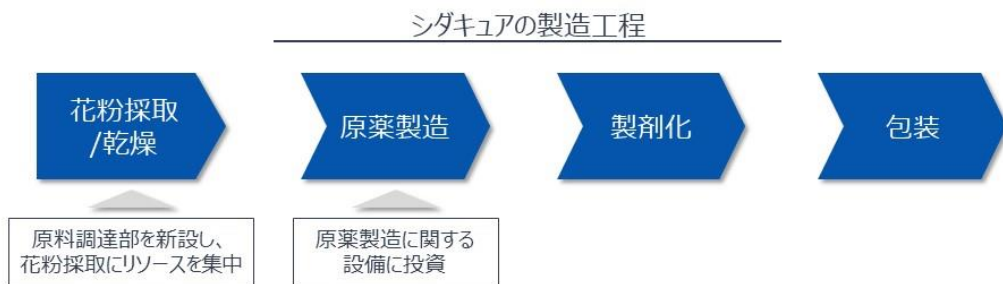 シダキュアの製造工程
花粉採取
/乾燥
原薬製造
製剤化
包装
原料調達部を新設し、
花粉採取にリソースを集中
原薬製造に関する
設備に投資